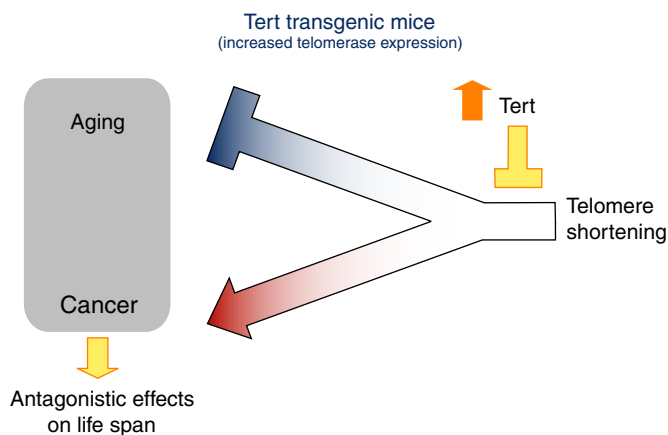 Tert transgenic mice
(increased telomerase expression)
Aging
Tert
Telomere
shortening
Cancer
Antagonistic effects
on life span